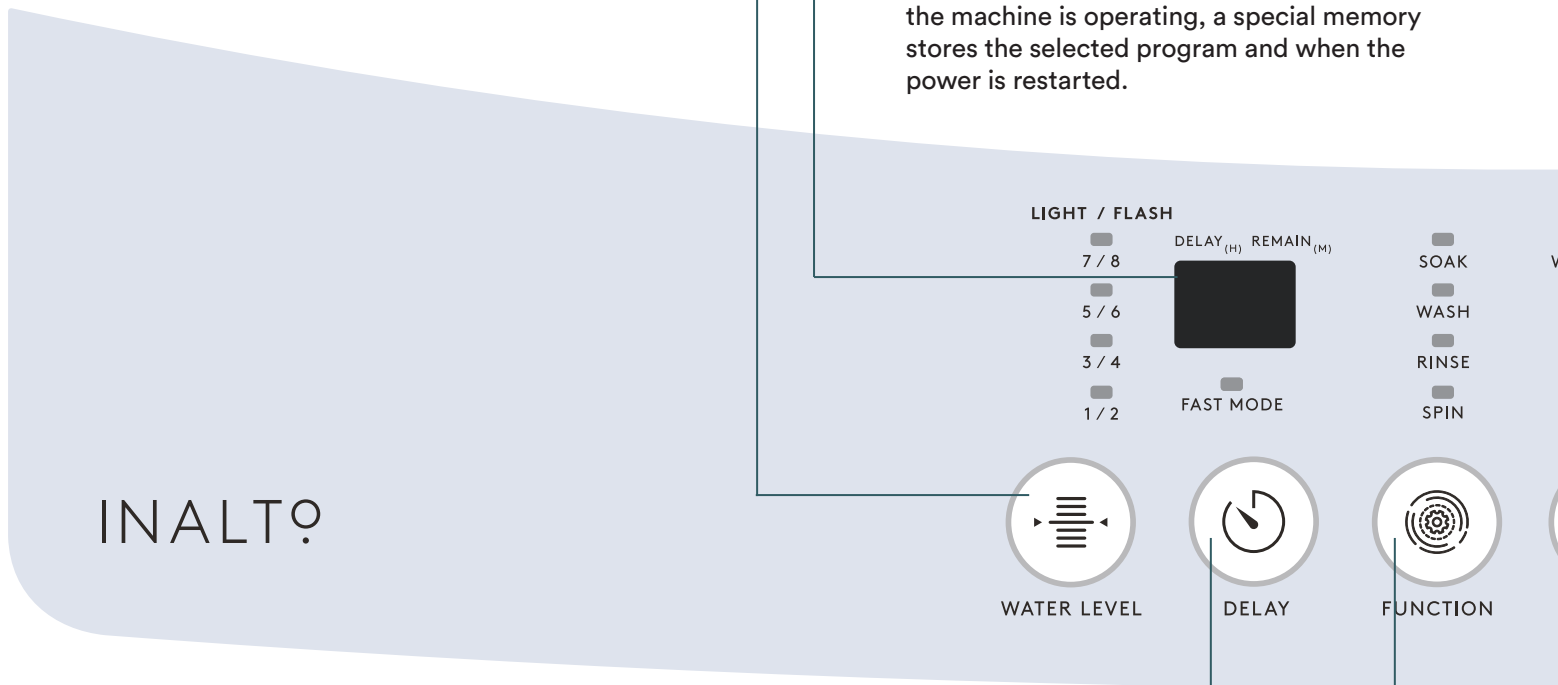 the machine is operating, a special memory
stores the selected program and when the
power is restarted.
LIGHT / FLASH
7 / 8
5 / 6
3 / 4
1 / 2
DELAY (H) REMAIN (M)
FAST MODE
SOAK
WASH
RINSE
SPIN
INALTO
WATER LEVEL
DELAY
FUNCTION